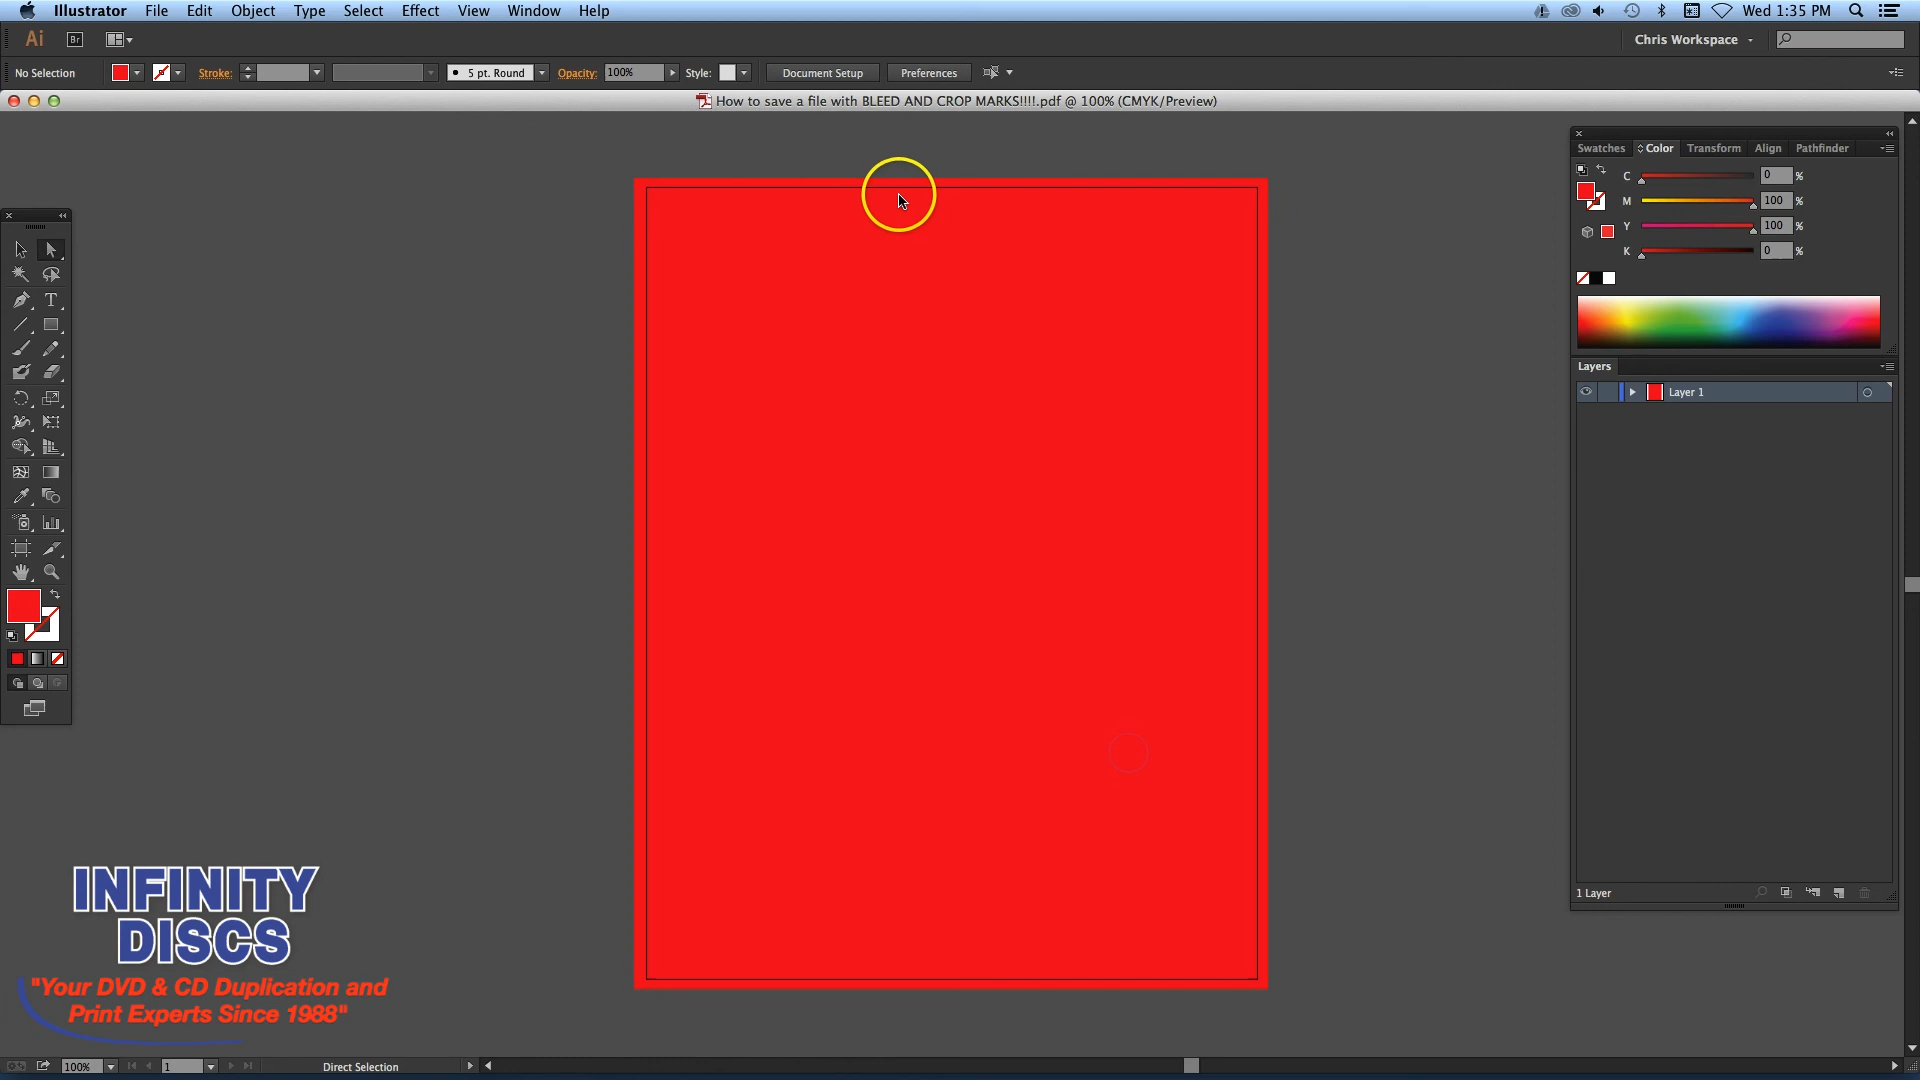 Illustrator File Edit Object Type Select Effect View Window Help
Wed 1:35 PM
Ai Br
Chris Workspace
No Selection Stroke: 5 pt. Round Opacity: 100% Style: Document Setup Preferences
How to save a file with BLEED AND CROP MARKS!!!!.pdf @ 100% (CMYK/Preview)
Swatches Color Transform Align Pathfinder
C 0 %
M 100 %
Y 100 %
K 0 %
T
Layers
Layer 1
1 Layer
INFINITY
DISCS
"Your DVD & CD Duplication and
Print Experts Since 1988"
100% 1 Direct Selection